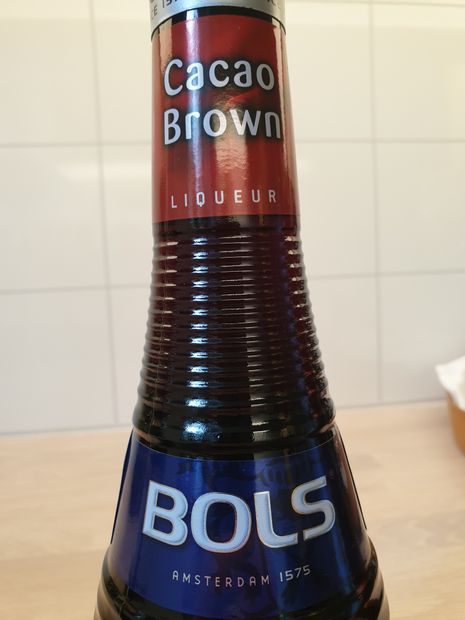 Cacao
Brown
LIQUEUR
BOLS
AMSTERDAM 1575